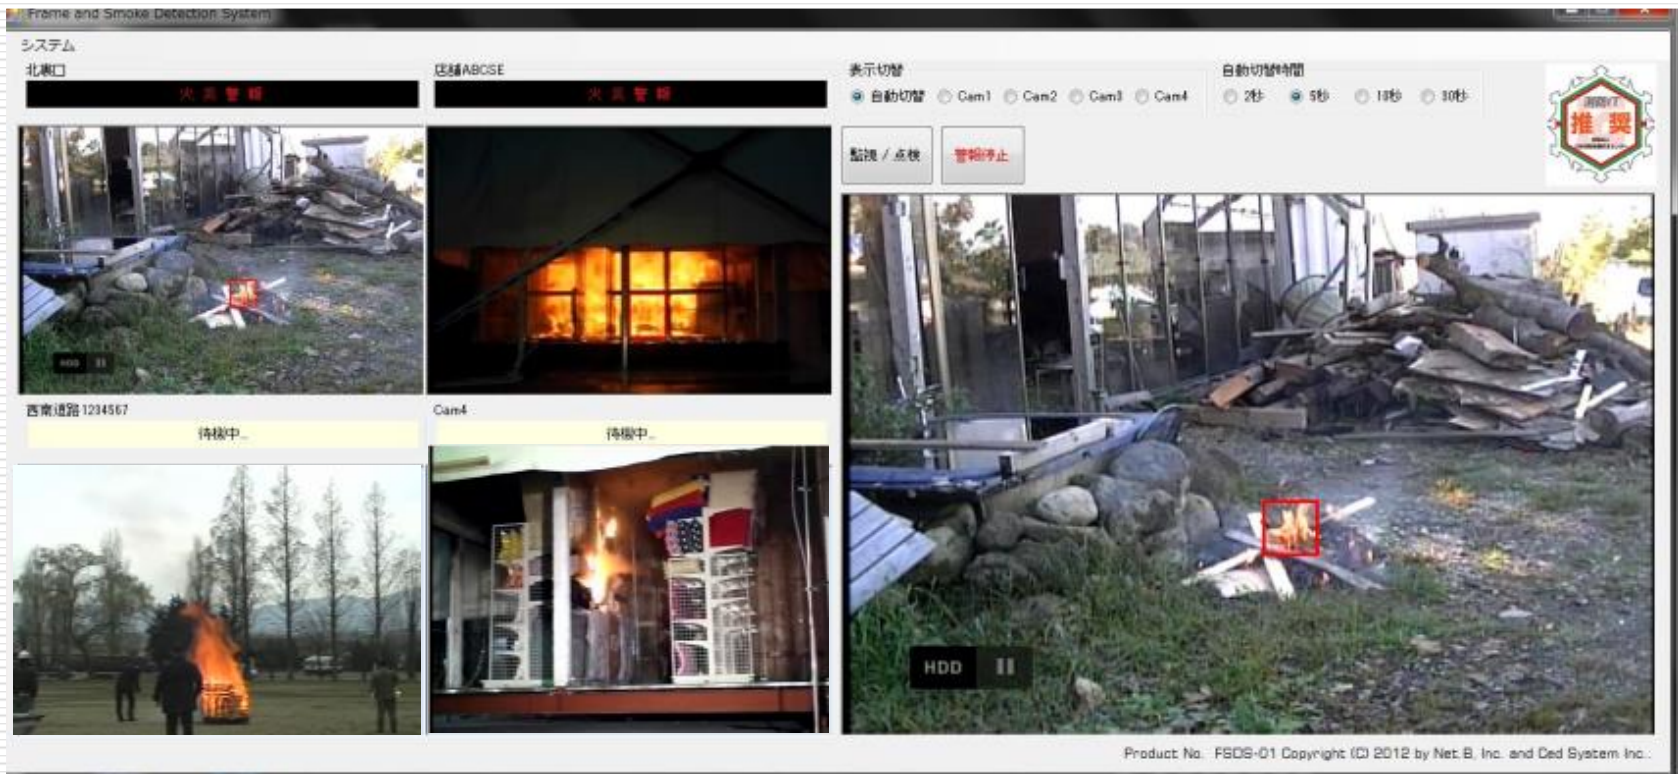 Frame and Smoke Detection System
システム
北裏口
火災警報
店舗ABCSE
火災警報
表示切替
自動切替 Cam1 Cam2 Cam3 Cam4
自動切替時間
2秒 5秒 10秒 30秒
監視 / 点検
警報停止
推奨
HDD
西南道路1234567
待機中...
Cam4
待機中...
HDD
Product No. FSDS-01 Copyright (C) 2012 by Net.B, Inc. and Ced System Inc..